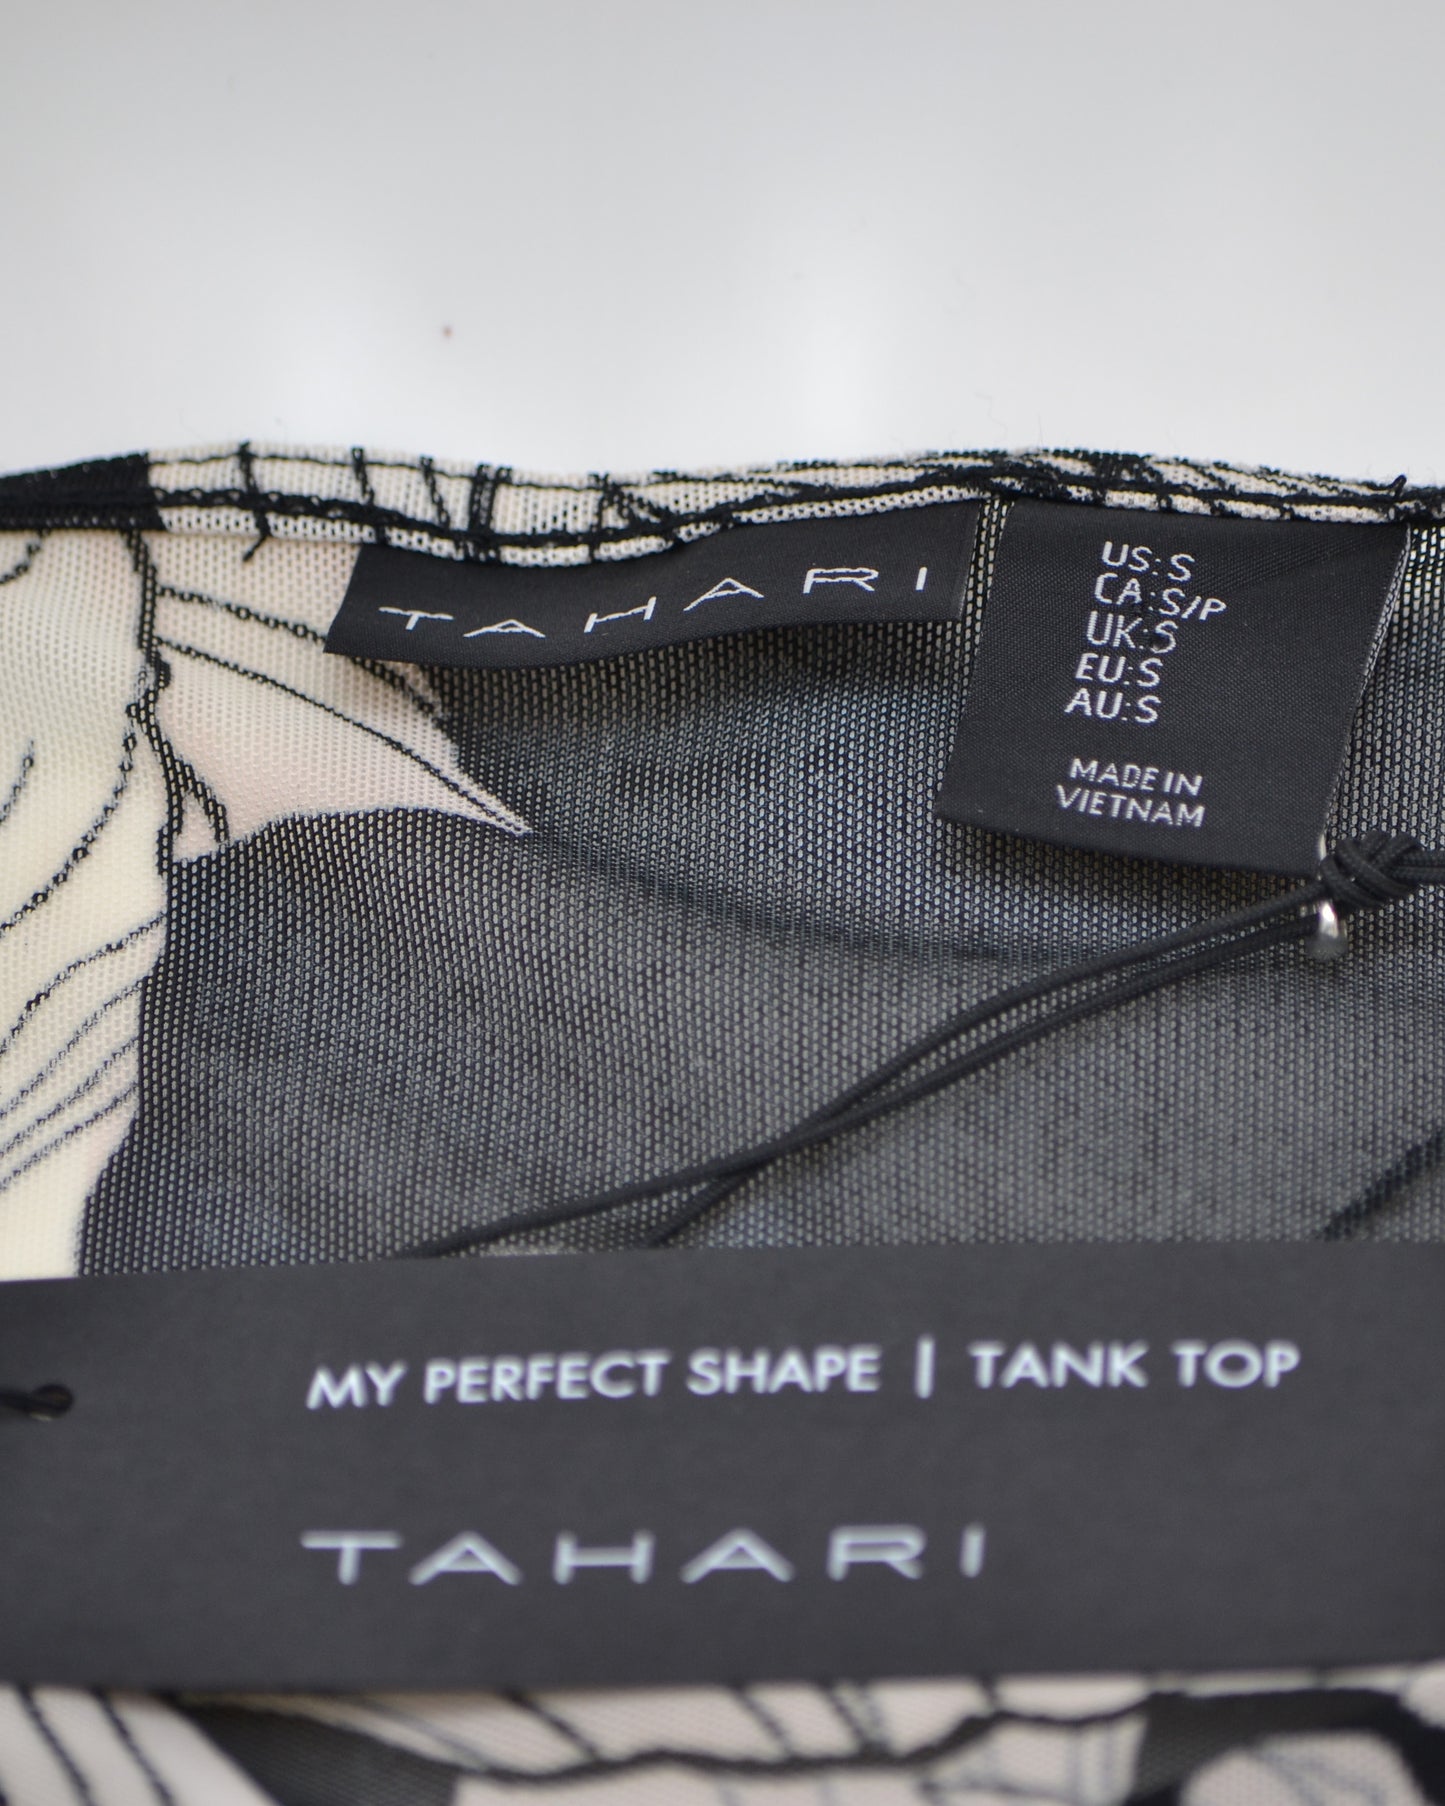 TAHARI
US: S
CA: S/P
UK: S
EU: S
AU: S
MADE IN
VIETNAM
MY PERFECT SHAPE | TANK TOP
TAHARI